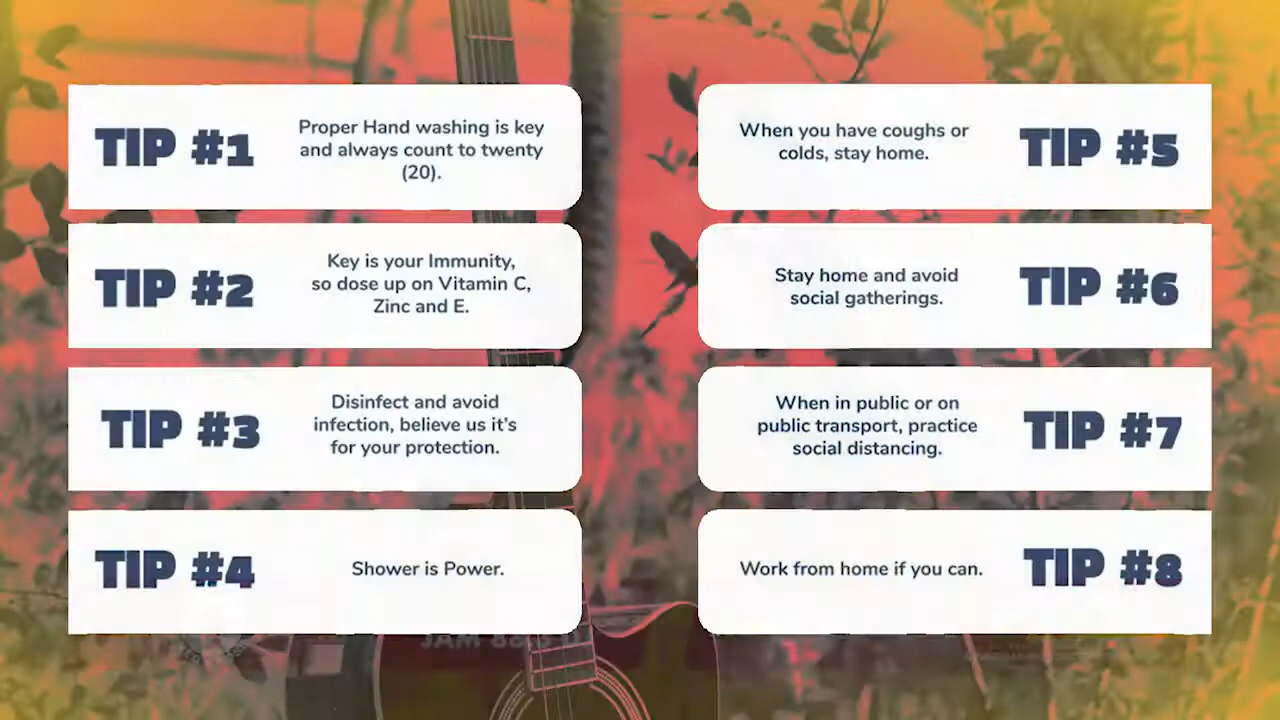 TIP #1
Proper Hand washing is key
and always count to twenty
(20).
TIP #2
Key is your Immunity,
so dose up on Vitamin C,
Zinc and E.
TIP #3
Disinfect and avoid
infection, believe us it's
for your protection.
TIP #4
Shower is Power.
When you have coughs or
colds, stay home.
TIP #5
Stay home and avoid
social gatherings.
TIP #6
When in public or on
public transport, practice
social distancing.
TIP #7
Work from home if you can.
TIP #8